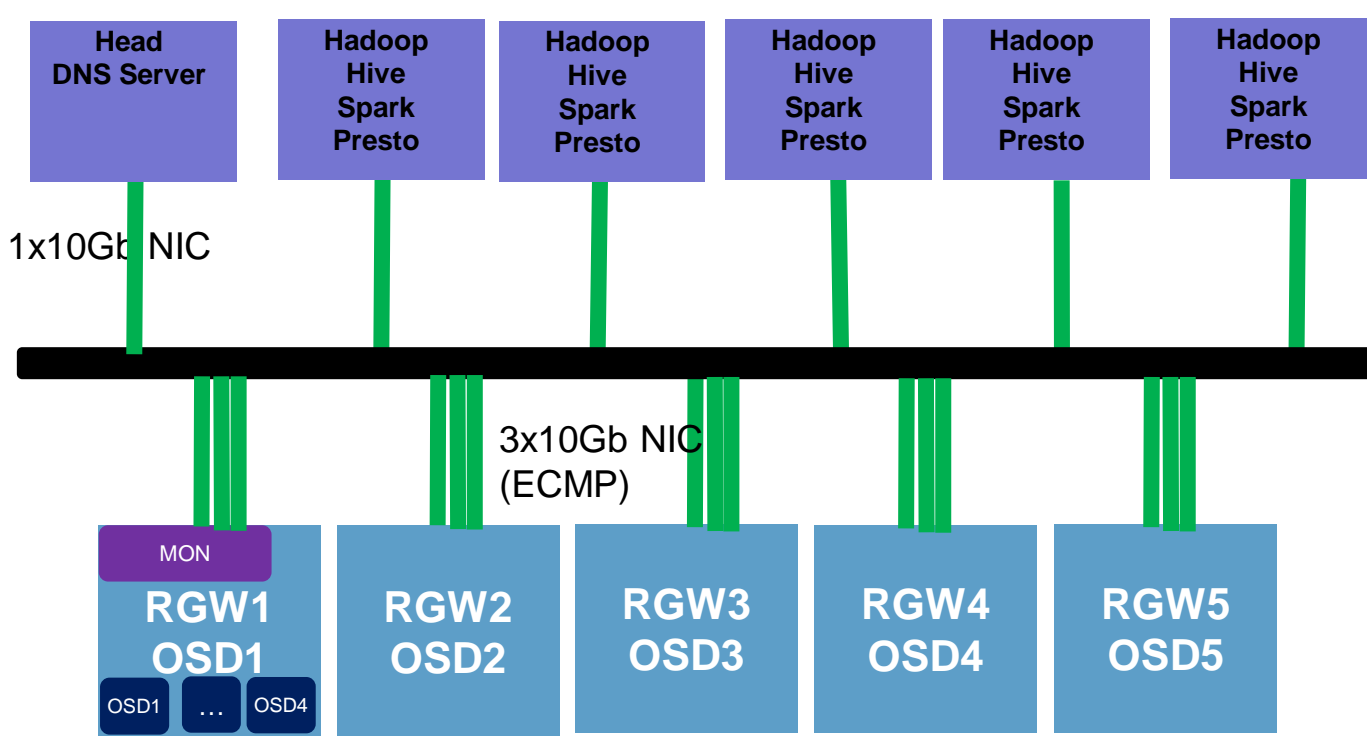 Head
DNS Server
Hadoop
Hive
Spark
Presto
Hadoop
Hive
Spark
Presto
Hadoop
Hive
Spark
Presto
Hadoop
Hive
Spark
Presto
Hadoop
Hive
Spark
Presto
1x10Gb NIC
3x10Gb NIC
(ECMP)
MON
RGW1
OSD1
OSD1
...
OSD4
RGW2
OSD2
RGW3
OSD3
RGW4
OSD4
RGW5
OSD5